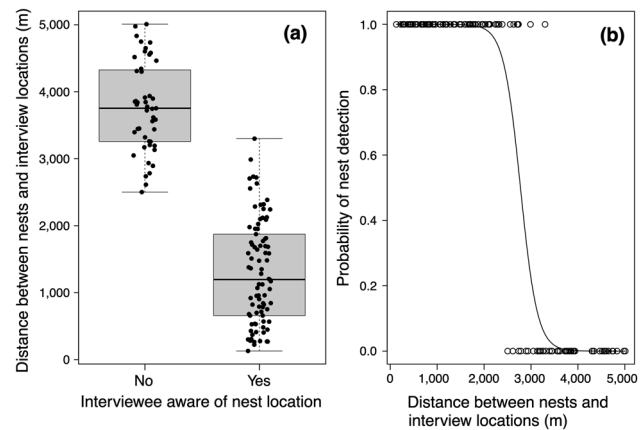 Distance between nests and interview locations (m)
5,000
4,000
3,000
2,000
1,000
0
(a)
No
Yes
Interviewee aware of nest location
Probability of nest detection
1.0
0.8
0.6
0.4
0.2
0.0
(b)
0
1,000
2,000
3,000
4,000
5,000
Distance between nests and
interview locations (m)